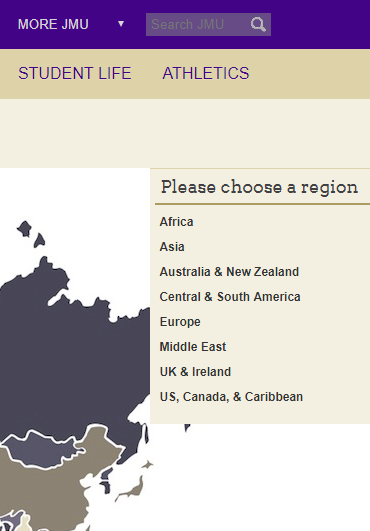 MORE JMU
Search JMU
STUDENT LIFE ATHLETICS
Please choose a region
Africa
Asia
Australia & New Zealand
Central & South America
Europe
Middle East
UK & Ireland
US, Canada, & Caribbean